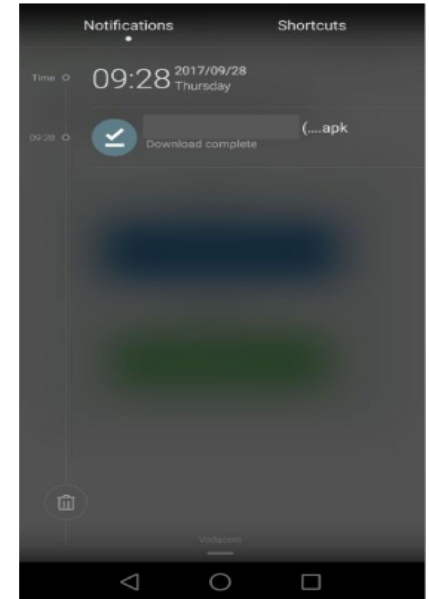 Notifications Shortcuts
Time 09:28 2017/09/28
Thursday
(....apk
09:28 Download complete
Vodacom